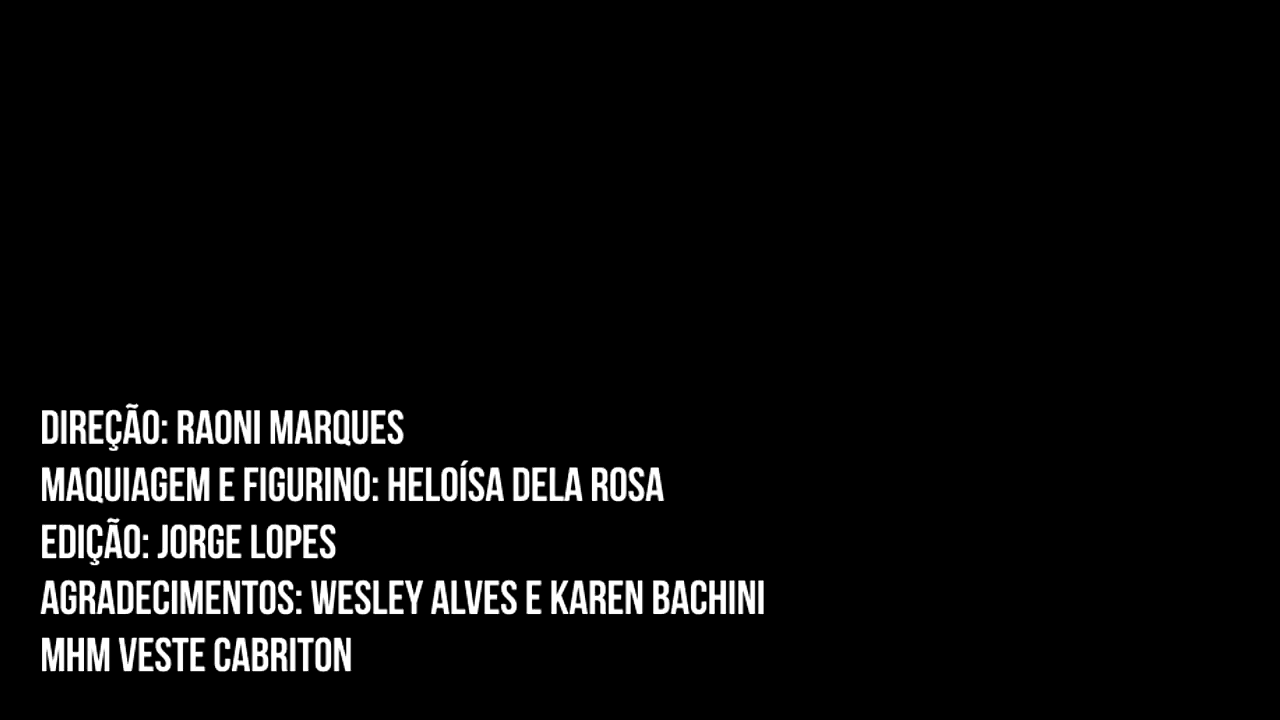 DIREÇÃO: RAONI MARQUES
MAQUIAGEM E FIGURINO: HELOÍSA DELA ROSA
EDIÇÃO: JORGE LOPES
AGRADECIMENTOS: WESLEY ALVES E KAREN BACHINI
MHM VESTE CABRITON